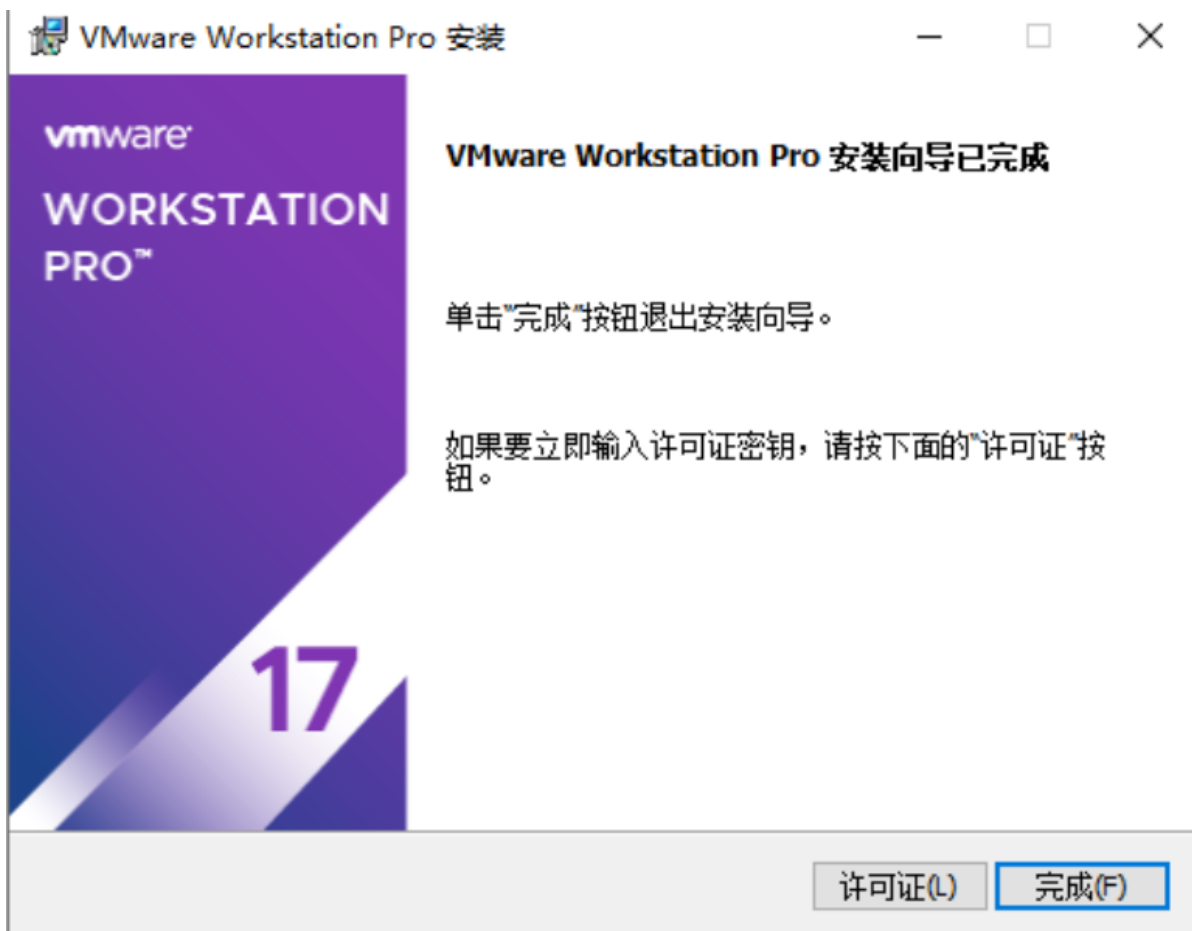 VMware Workstation Pro 安装
vmware
WORKSTATION
PRO™
17
VMware Workstation Pro 安装向导已完成
单击"完成"按钮退出安装向导。
如果要立即输入许可证密钥，请按下面的"许可证"按
钮。
许可证(L)
完成(F)